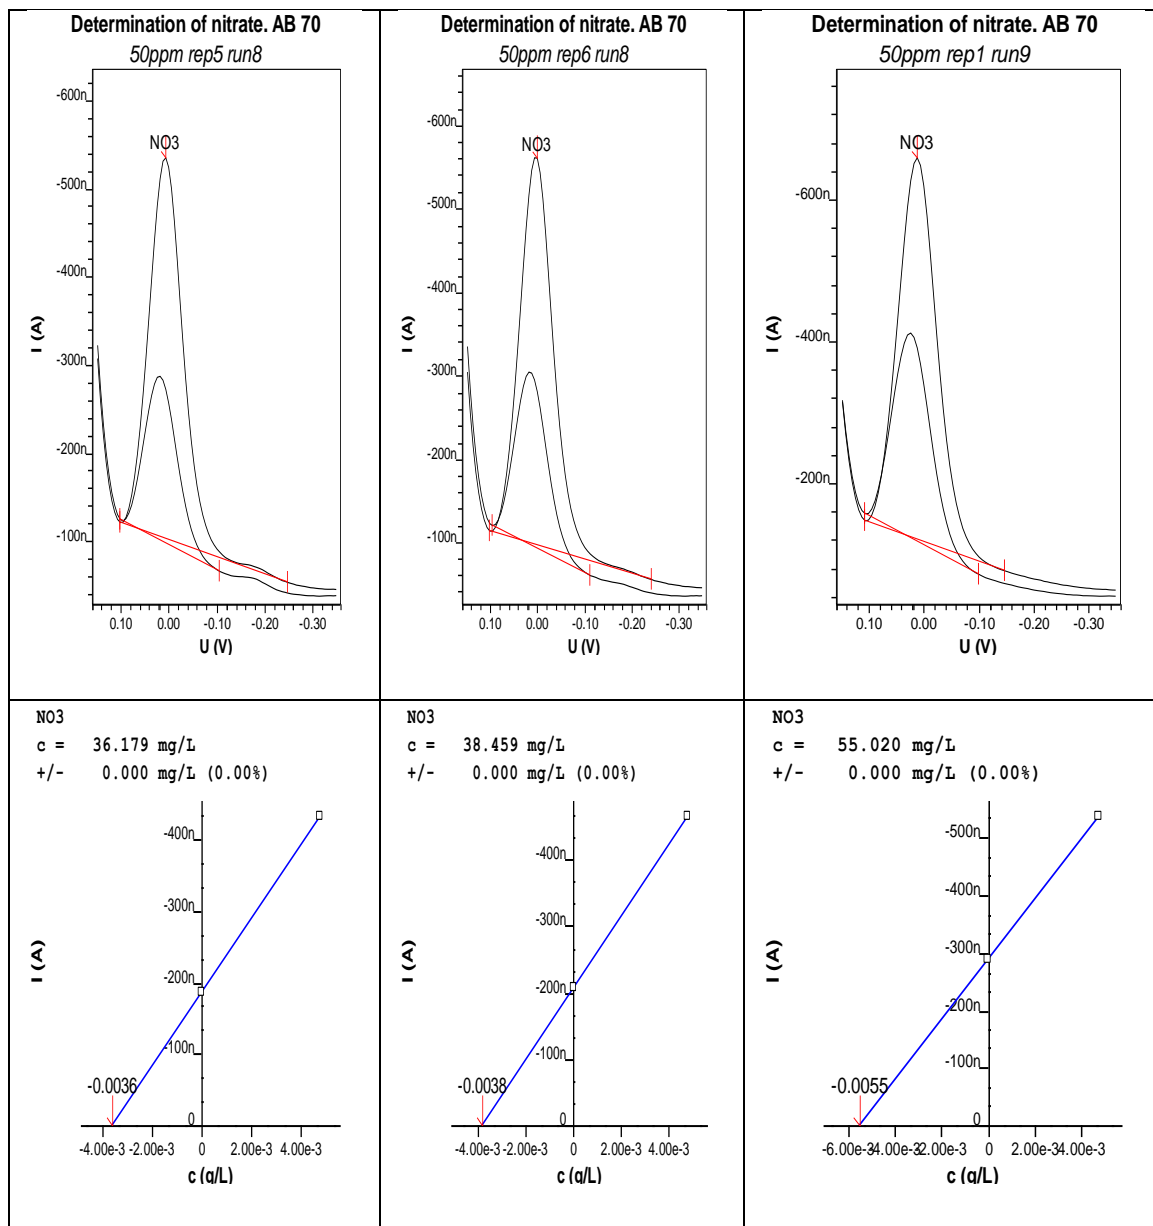 Determination of nitrate. AB 70
50ppm rep5 run8
-600n
-500n
-400n
-300n
-200n
-100n
NO3
I (A)
0.10 0.00 -0.10 -0.20 -0.30
U (V)
Determination of nitrate. AB 70
50ppm rep6 run8
-600n
-500n
-400n
-300n
-200n
-100n
NO3
I (A)
0.10 0.00 -0.10 -0.20 -0.30
U (V)
Determination of nitrate. AB 70
50ppm rep1 run9
-600n
-400n
-200n
NO3
I (A)
0.10 0.00 -0.10 -0.20 -0.30
U (V)
NO3
c = 36.179 mg/L
+/- 0.000 mg/L (0.00%)
-400n
-300n
-200n
-100n
0
-0.0036
I (A)
-4.00e-3 -2.00e-3 0 2.00e-3 4.00e-3
c (g/L)
NO3
c = 38.459 mg/L
+/- 0.000 mg/L (0.00%)
-400n
-300n
-200n
-100n
0
-0.0038
I (A)
-4.00e-3 -2.00e-3 0 2.00e-3 4.00e-3
c (g/L)
NO3
c = 55.020 mg/L
+/- 0.000 mg/L (0.00%)
-500n
-400n
-300n
-200n
-100n
0
-0.0055
I (A)
-6.00e-3 -4.00e-3 -2.00e-3 0 2.00e-3 4.00e-3
c (g/L)